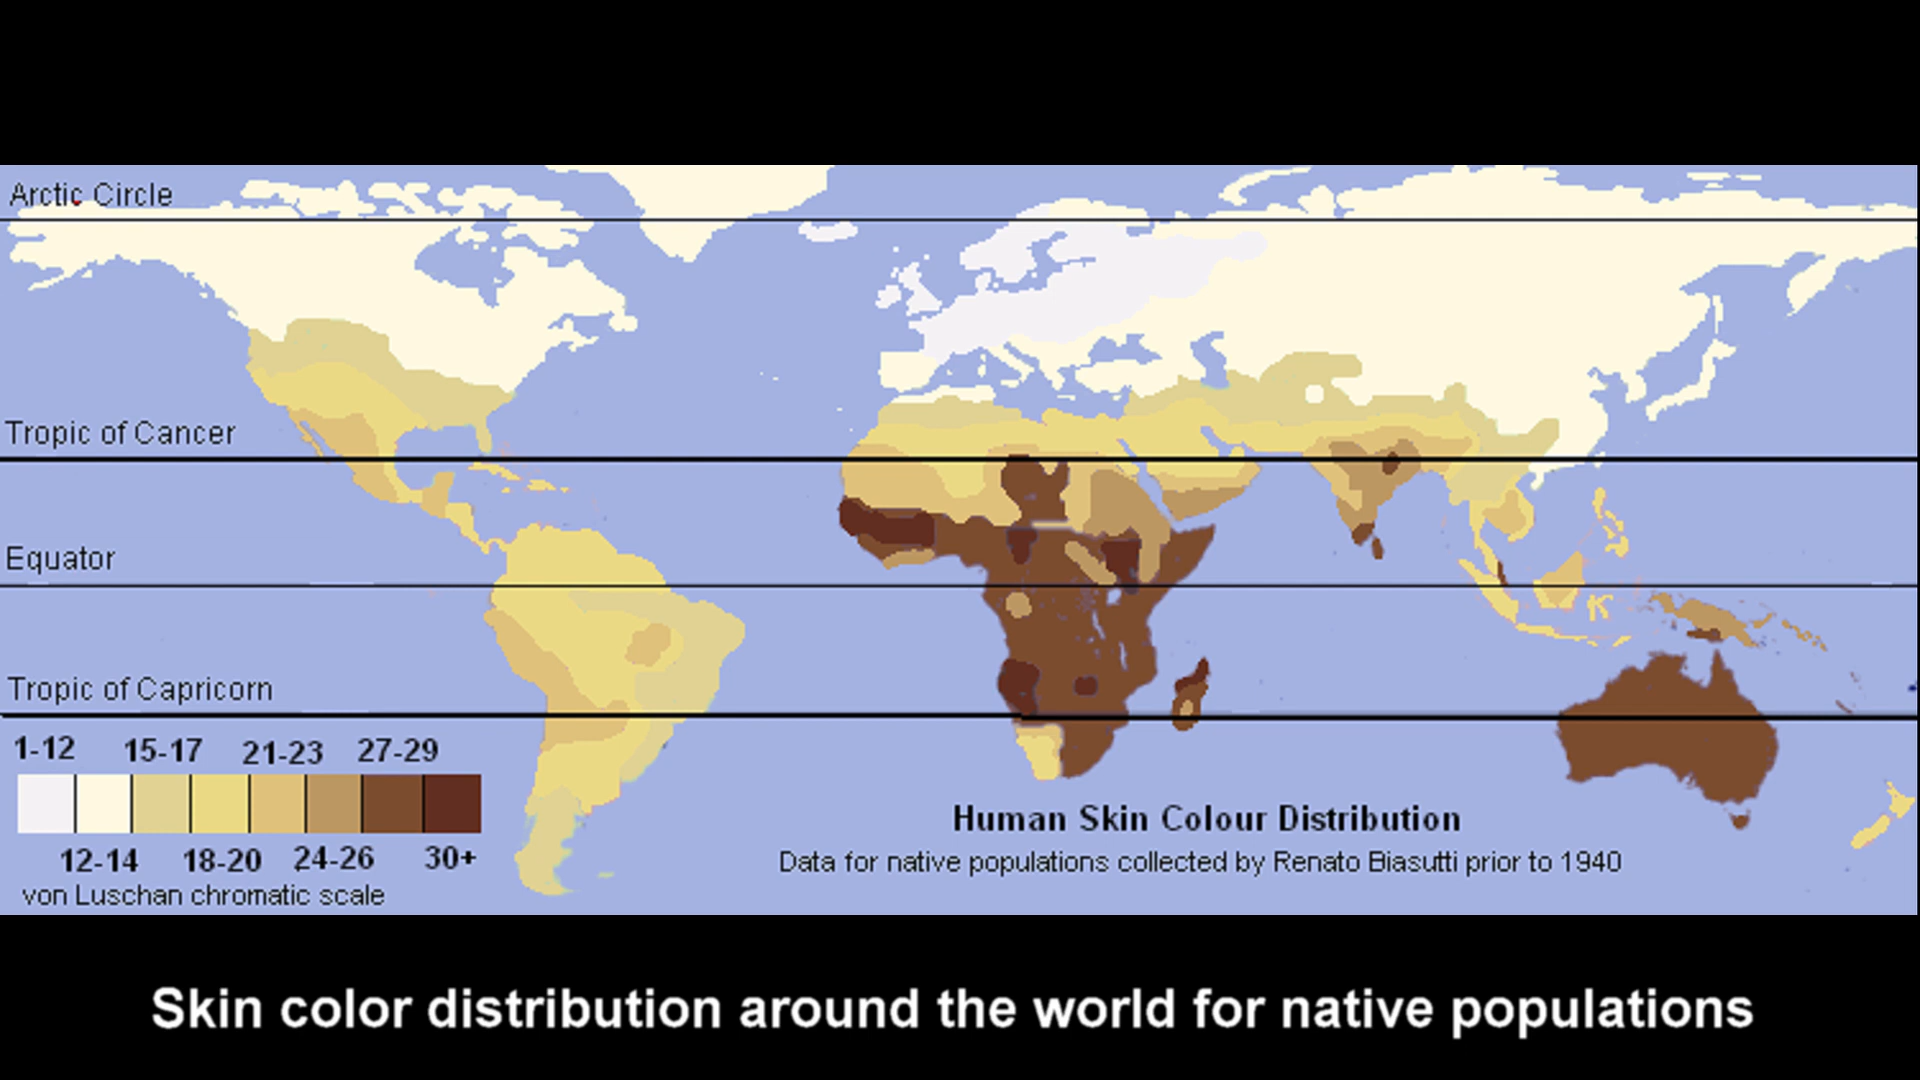 Arctic Circle
Tropic of Cancer
Equator
Tropic of Capricorn
1-12 15-17 21-23 27-29
12-14 18-20 24-26 30+
von Luschan chromatic scale
Human Skin Colour Distribution
Data for native populations collected by Renato Biasutti prior to 1940
Skin color distribution around the world for native populations